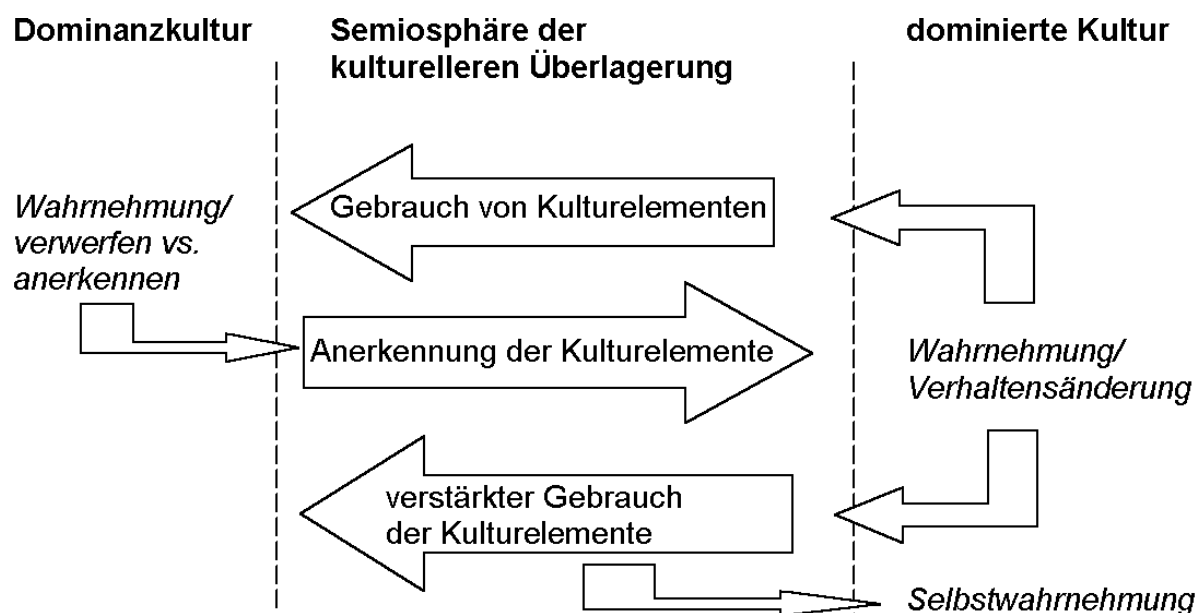 Dominanzkultur
Semiosphäre der
kulturelleren Überlagerung
dominierte Kultur
Wahrnehmung/
verwerfen vs.
anerkennen
Gebrauch von Kulturelementen
Anerkennung der Kulturelemente
Wahrnehmung/
Verhaltensänderung
verstärkter Gebrauch
der Kulturelemente
Selbstwahrnehmung